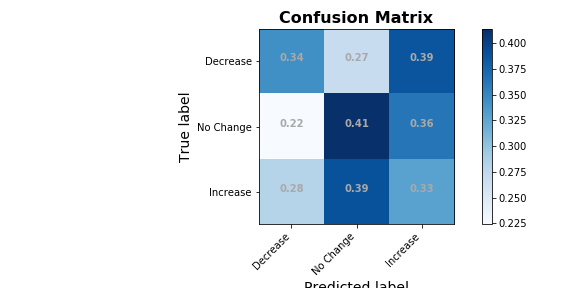 Confusion Matrix
True label
Decrease 0.34 0.27 0.39
No Change 0.22 0.41 0.36
Increase 0.28 0.39 0.33
Decrease No Change Increase
Predicted label
0.400
0.375
0.350
0.325
0.300
0.275
0.250
0.225